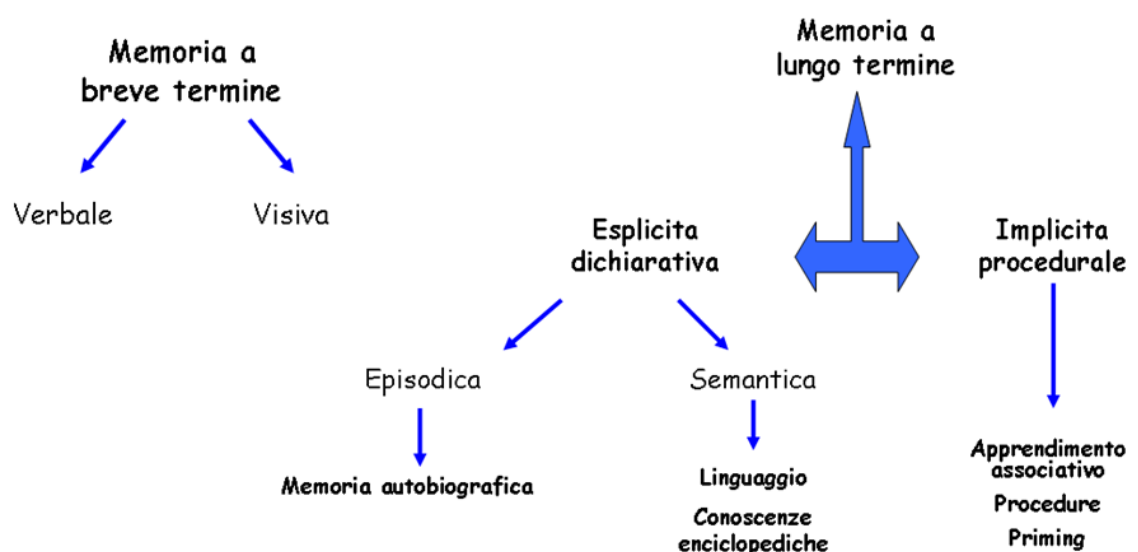 Memoria a
breve termine
Verbale
Visiva
Memoria a
lungo termine
Esplicita
dichiarativa
Implicita
procedurale
Episodica
Semantica
Memoria autobiografica
Linguaggio
Conoscenze
enciclopediche
Apprendimento
associativo
Procedure
Priming